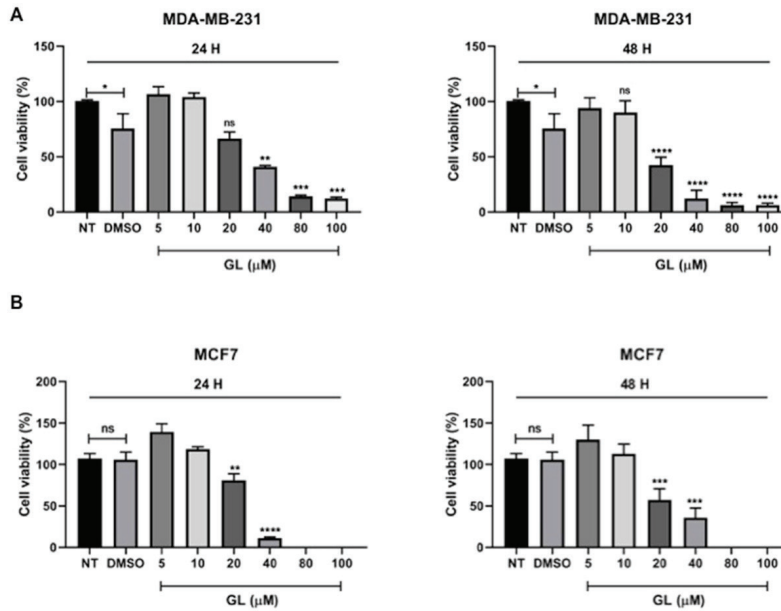 A
MDA-MB-231
24 H
Cell viability (%)
150
100
50
0
*
ns
**
***
***
NT DMSO 5 10 20 40 80 100
GL (μM)
MDA-MB-231
48 H
Cell viability (%)
150
100
50
0
*
ns
****
****
****
****
NT DMSO 5 10 20 40 80 100
GL (μM)
B
MCF7
24 H
Cell viability (%)
200
150
100
50
0
ns
**
****
NT DMSO 5 10 20 40 80 100
GL (μM)
MCF7
48 H
Cell viability (%)
200
150
100
50
0
ns
***
***
NT DMSO 5 10 20 40 80 100
GL (μM)